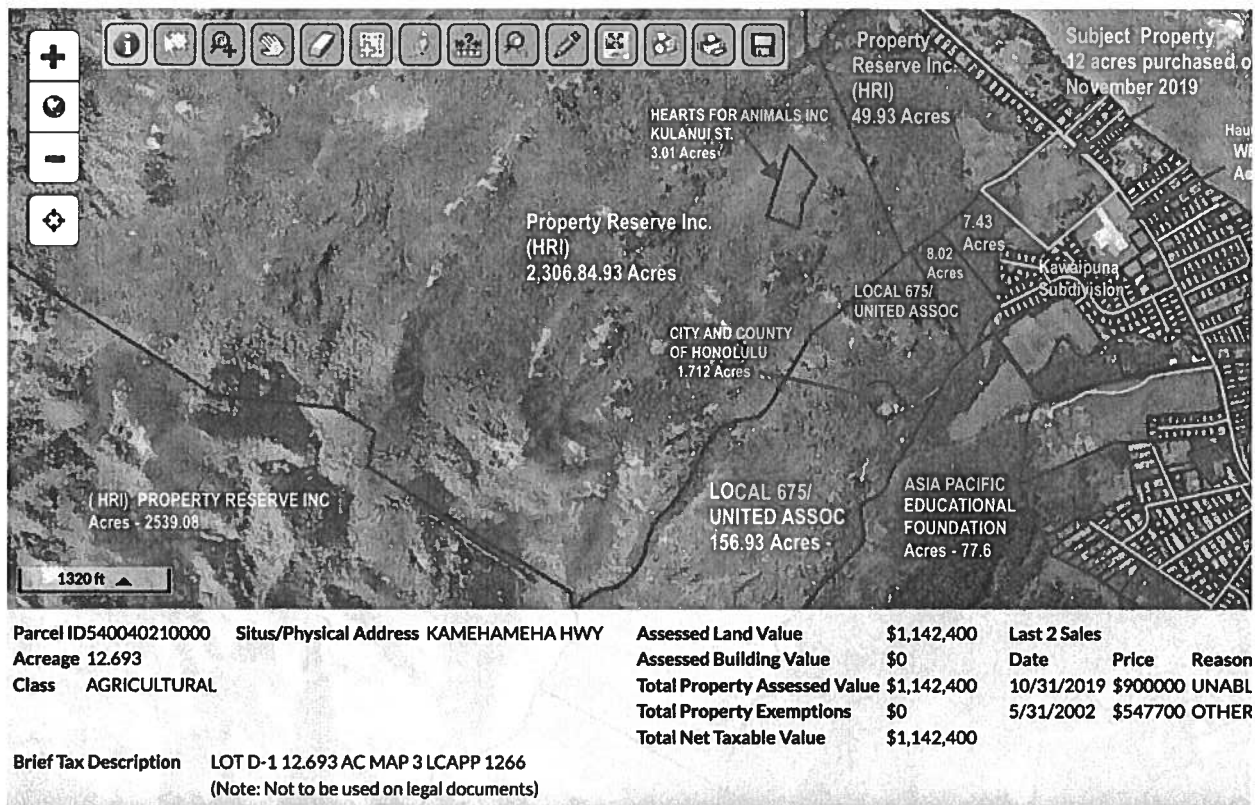 Property
Reserve Inc.
(HRI)
49.93 Acres
Subject Property
12 acres purchased
November 2019
HEARTS FOR ANIMALS INC
KULANUI ST.
3.01 Acres
Property Reserve Inc.
(HRI)
2,306.84.93 Acres
7.43
Acres
8.02
Acres
Kawaipuna
Subdivision
LOCAL 675/
UNITED ASSOC
CITY AND COUNTY
OF HONOLULU
1.712 Acres
( HRI) PROPERTY RESERVE INC
Acres - 2539.08
LOCAL 675/
UNITED ASSOC
156.93 Acres -
ASIA PACIFIC
EDUCATIONAL
FOUNDATION
Acres - 77.6
1320 ft
Parcel ID540040210000 Situs/Physical Address KAMEHAMEHA HWY
Acreage 12.693
Class AGRICULTURAL
Assessed Land Value $1,142,400
Assessed Building Value $0
Total Property Assessed Value $1,142,400
Total Property Exemptions $0
Total Net Taxable Value $1,142,400
Last 2 Sales
Date Price Reason
10/31/2019 $900000 UNABL
5/31/2002 $547700 OTHER
Brief Tax Description LOT D-1 12.693 AC MAP 3 LCAPP 1266
(Note: Not to be used on legal documents)